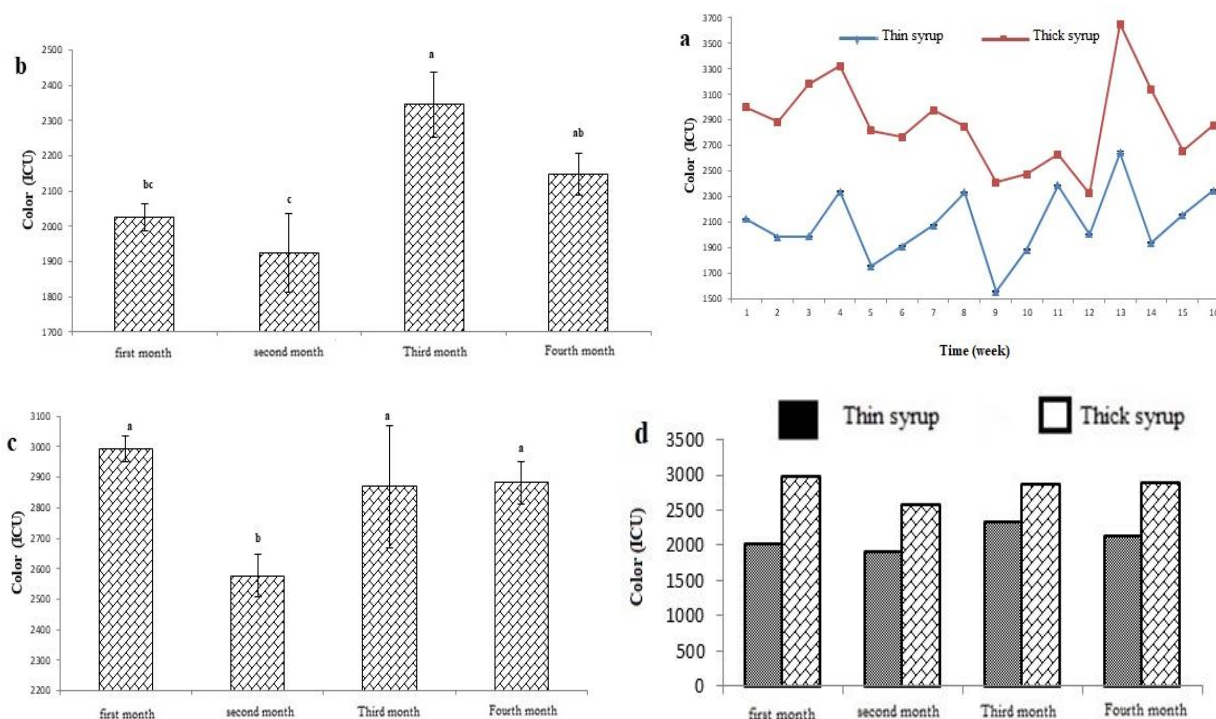 b
2500
2400
2300
2200
2100
2000
1900
1800
1700
Color (ICU)
bc
c
a
ab
first month
second month
Third month
Fourth month
a
Thin syrup
Thick syrup
3700
3500
3300
3100
2900
2700
2500
2300
2100
1900
1700
1500
Color (ICU)
1 2 3 4 5 6 7 8 9 10 11 12 13 14 15 16
Time (week)
c
3100
3000
2900
2800
2700
2600
2500
2400
2300
2200
Color (ICU)
a
b
a
a
first month
second month
Third month
Fourth month
d
Thin syrup
Thick syrup
3500
3000
2500
2000
1500
1000
500
0
Color (ICU)
first month
second month
Third month
Fourth month